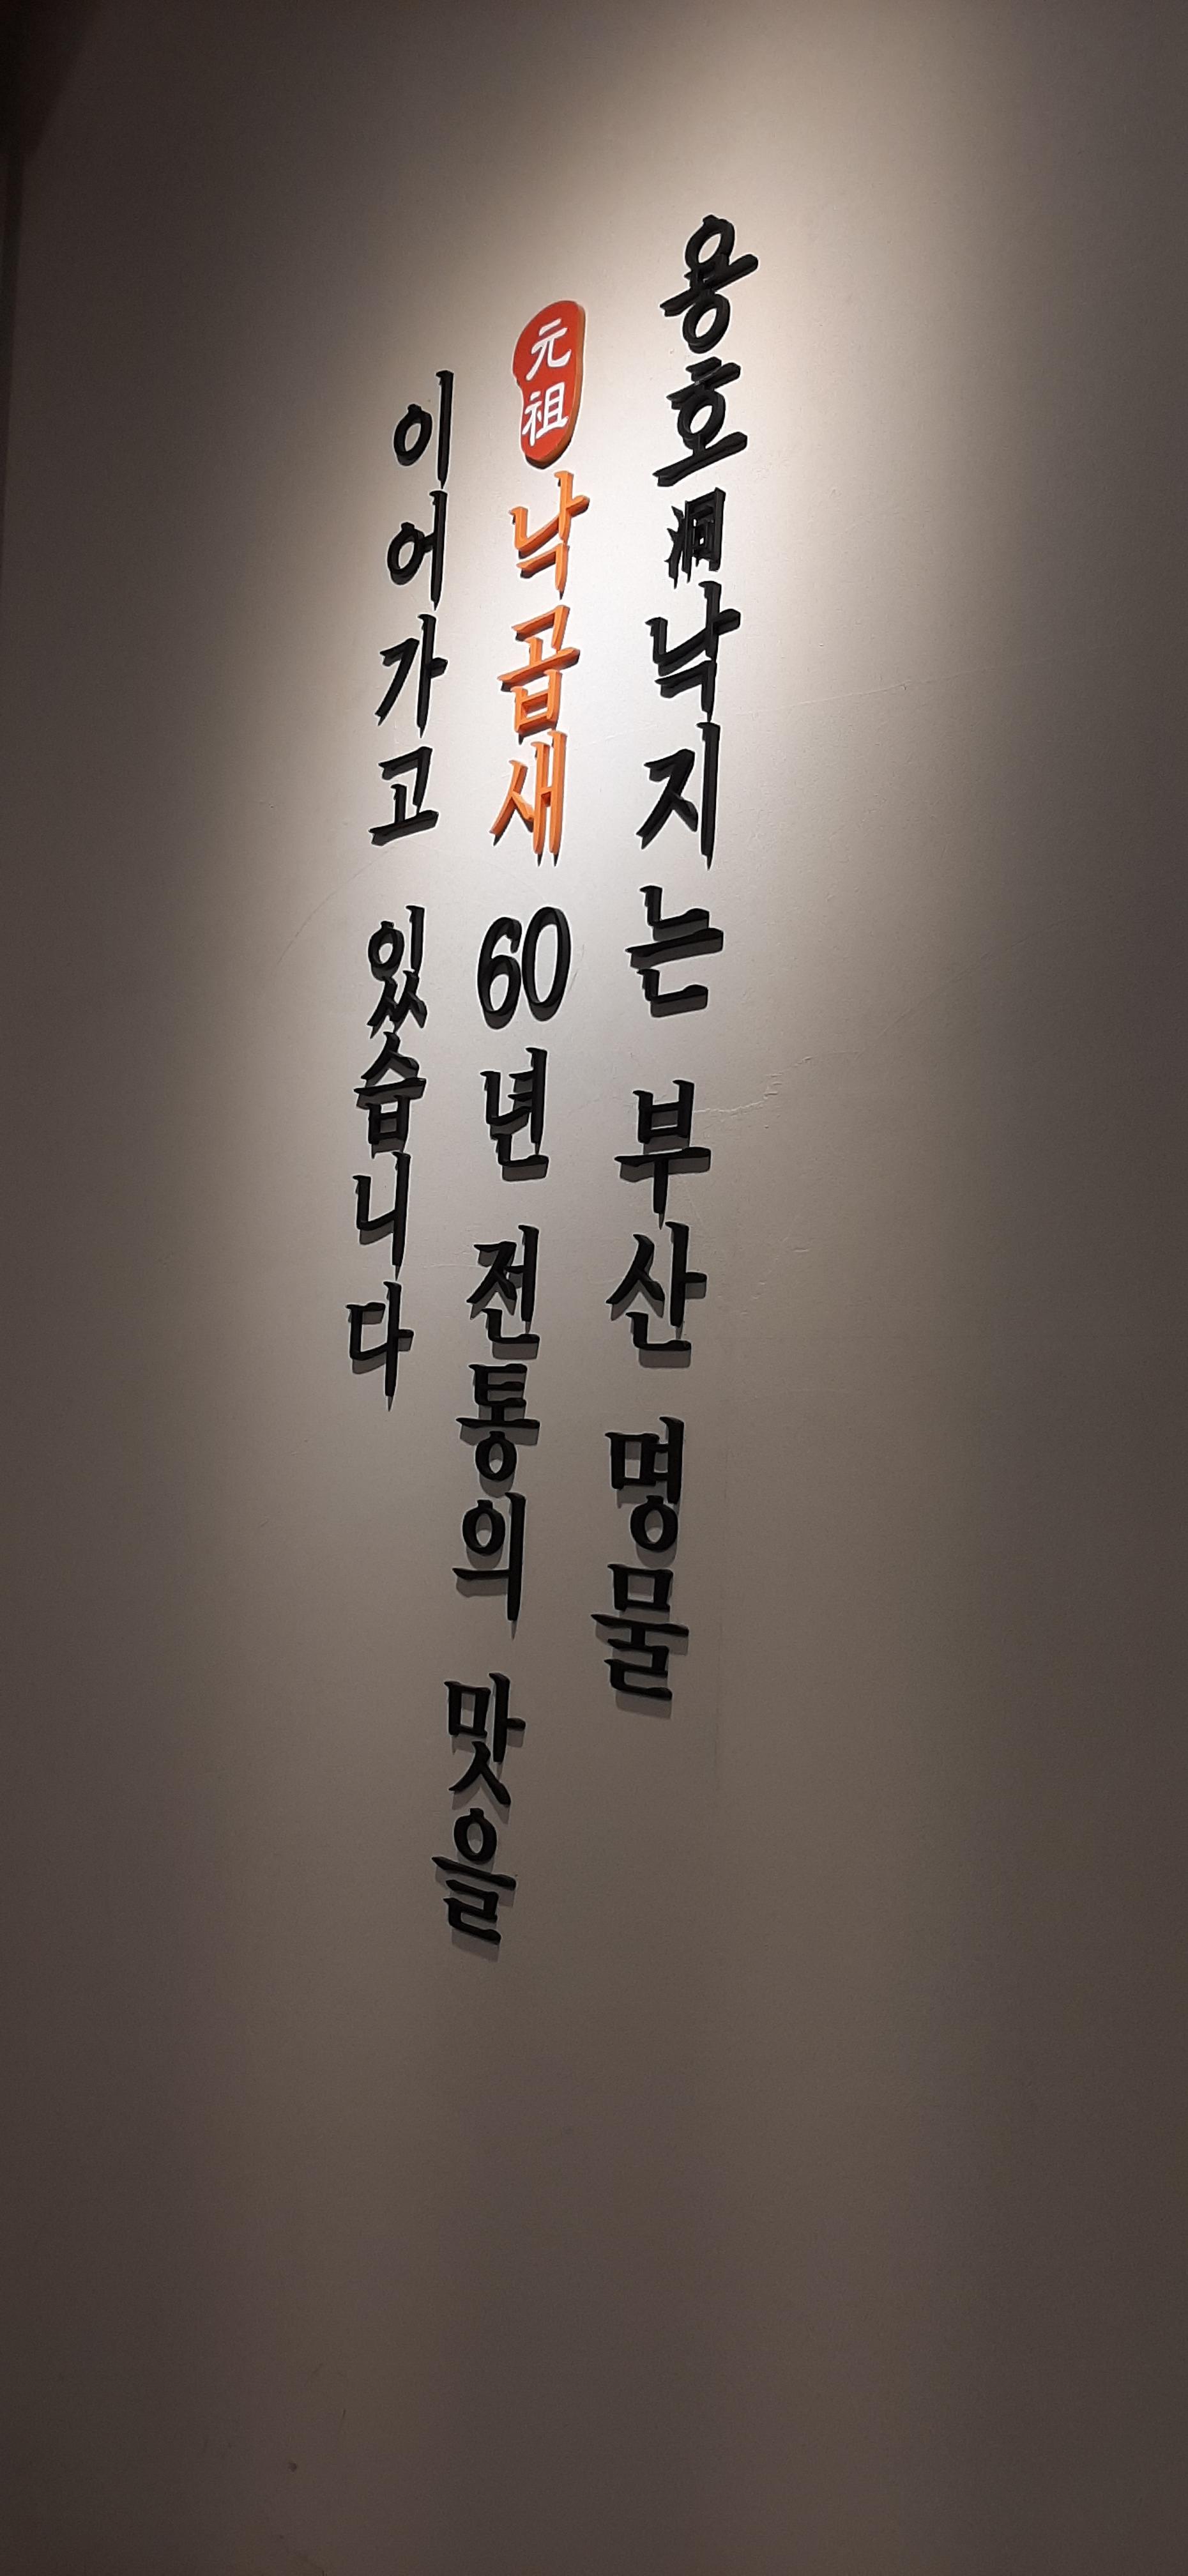 용호洞낙지는 부산 명물
元祖 낙곱새 60년 전통의 맛을
이어가고 있습니다